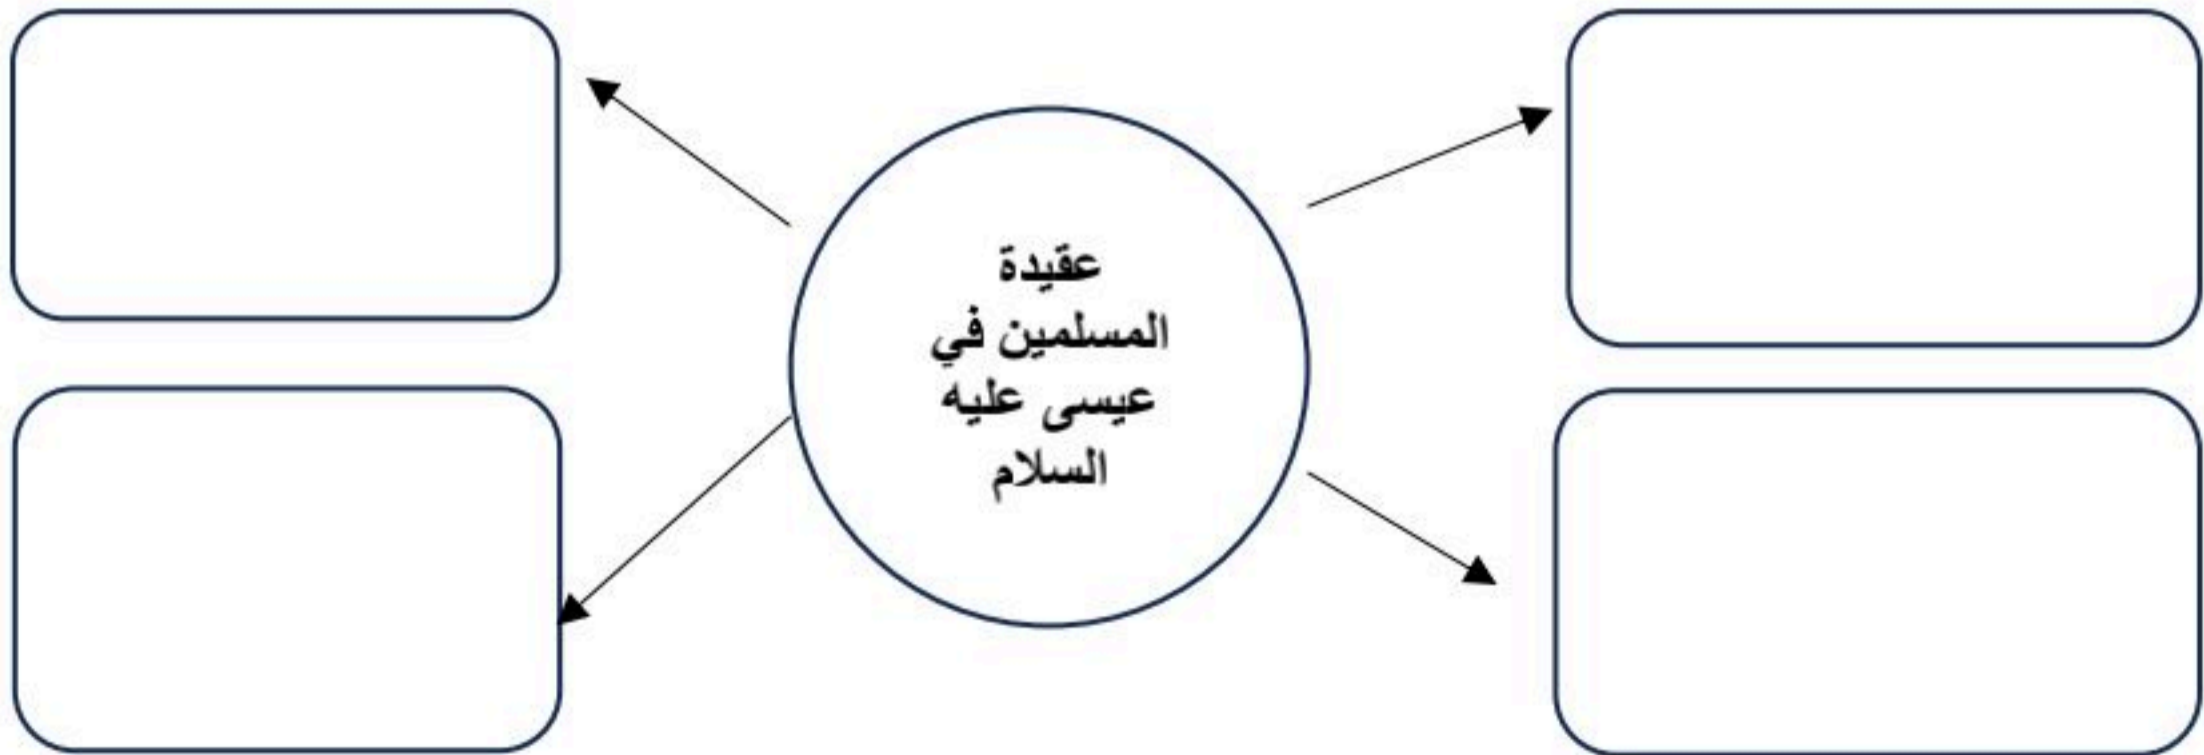 عقيدة
المسلمين في
عيسى عليه
السلام